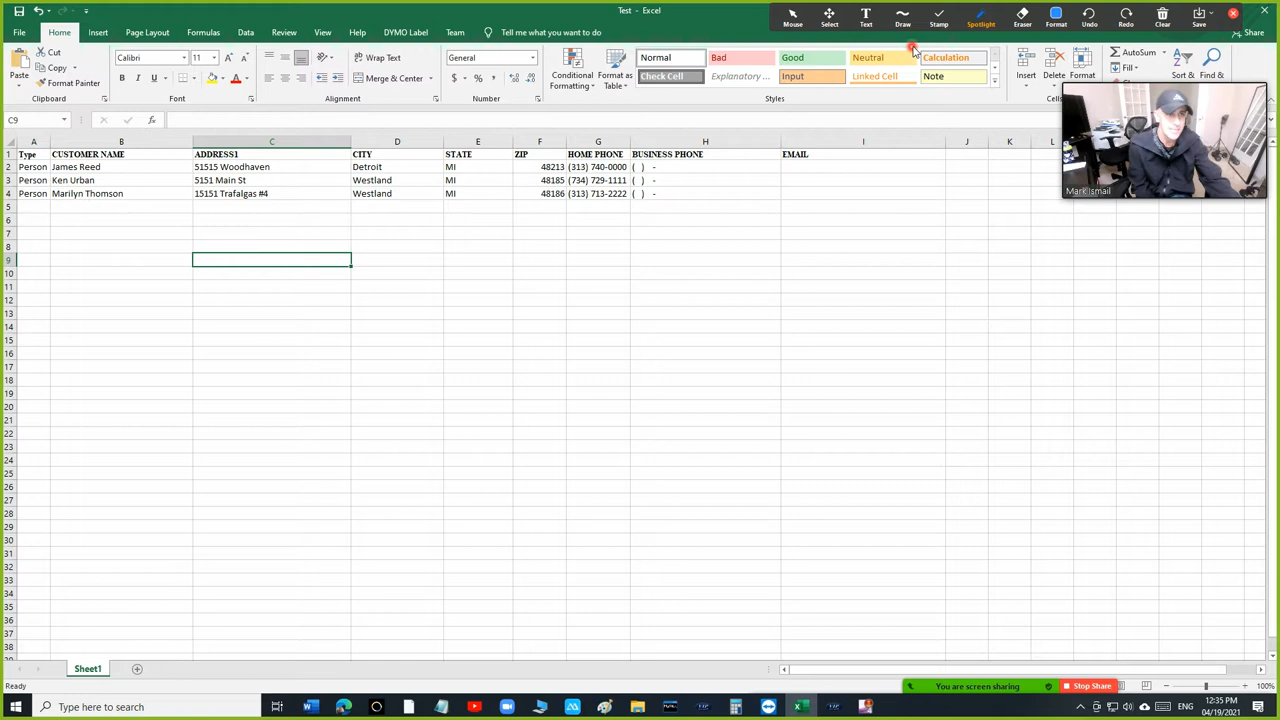 Test - Excel
Mouse Select Text Draw Stamp Spotlight Eraser Format Undo Redo Clear Save
File Home Insert Page Layout Formulas Data Review View Help DYMO Label Team Tell me what you want to do Share
Paste Cut Copy Format Painter Clipboard
Calibri 11 B I U Font
Wrap Text Merge & Center Alignment
General $ % Number
Conditional Formatting Format as Table
Normal Bad Good Neutral Calculation
Check Cell Explanatory ... Input Linked Cell Note
Styles
Insert Delete Format Cells
AutoSum Fill Sort & Find &
C9 fx
A B C D E F G H I J K L
1 Type CUSTOMER NAME ADDRESS1 CITY STATE ZIP HOME PHONE BUSINESS PHONE EMAIL
2 Person James Reed 51515 Woodhaven Detroit MI 48213 (313) 740-0000 ( ) -
3 Person Ken Urban 5151 Main St Westland MI 48185 (734) 729-1111 ( ) -
4 Person Marilyn Thomson 15151 Trafalgas #4 Westland MI 48186 (313) 713-2222 ( ) -
5
6
7
8
9
10
11
12
13
14
15
16
17
18
19
20
21
22
23
24
25
26
27
28
29
30
31
32
33
34
35
36
37
38
Mark Ismail
Sheet1
Ready
You are screen sharing Stop Share
100%
Type here to search
ENG
12:35 PM
04/19/2021